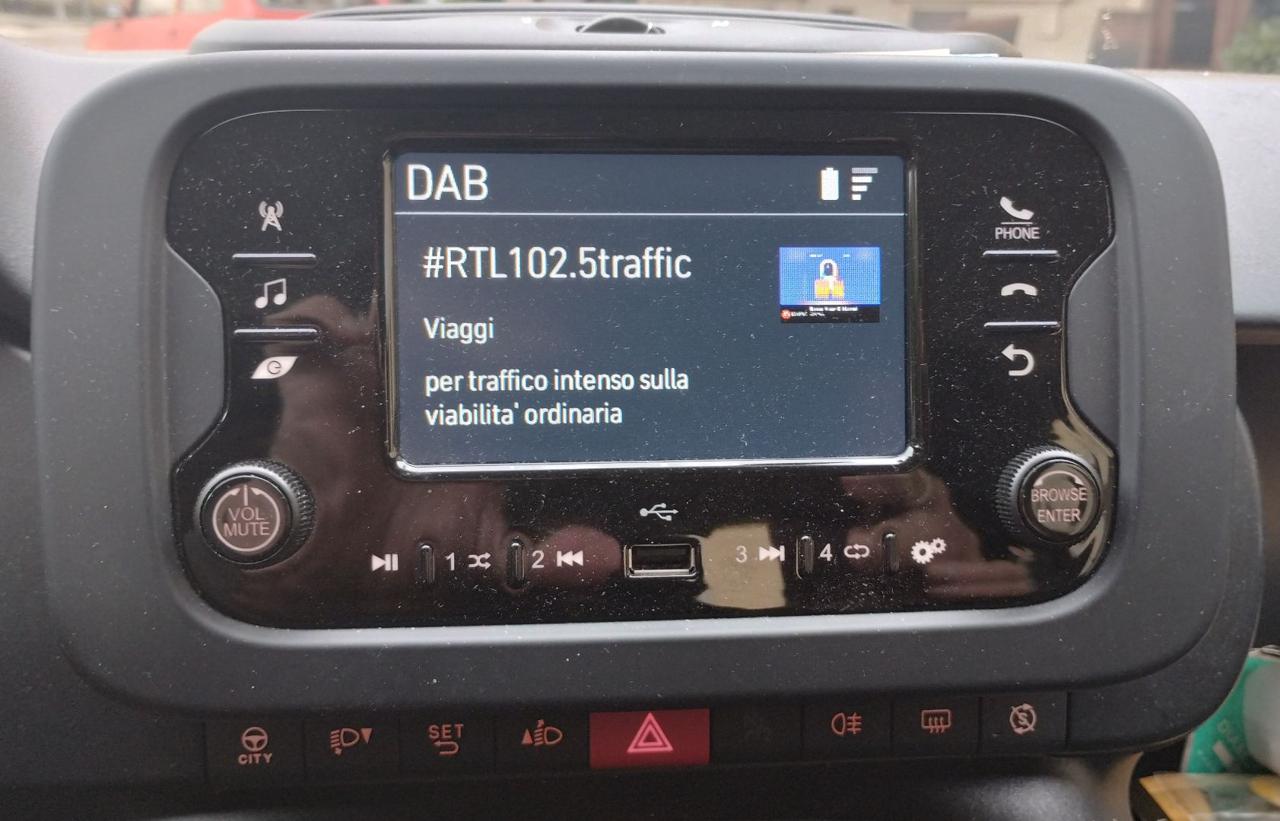 DAB
#RTL102.5traffic
Viaggi
per traffico intenso sulla
viabilita' ordinaria
PHONE
VOL
MUTE
BROWSE
ENTER
1
2
3
4
CITY
SET